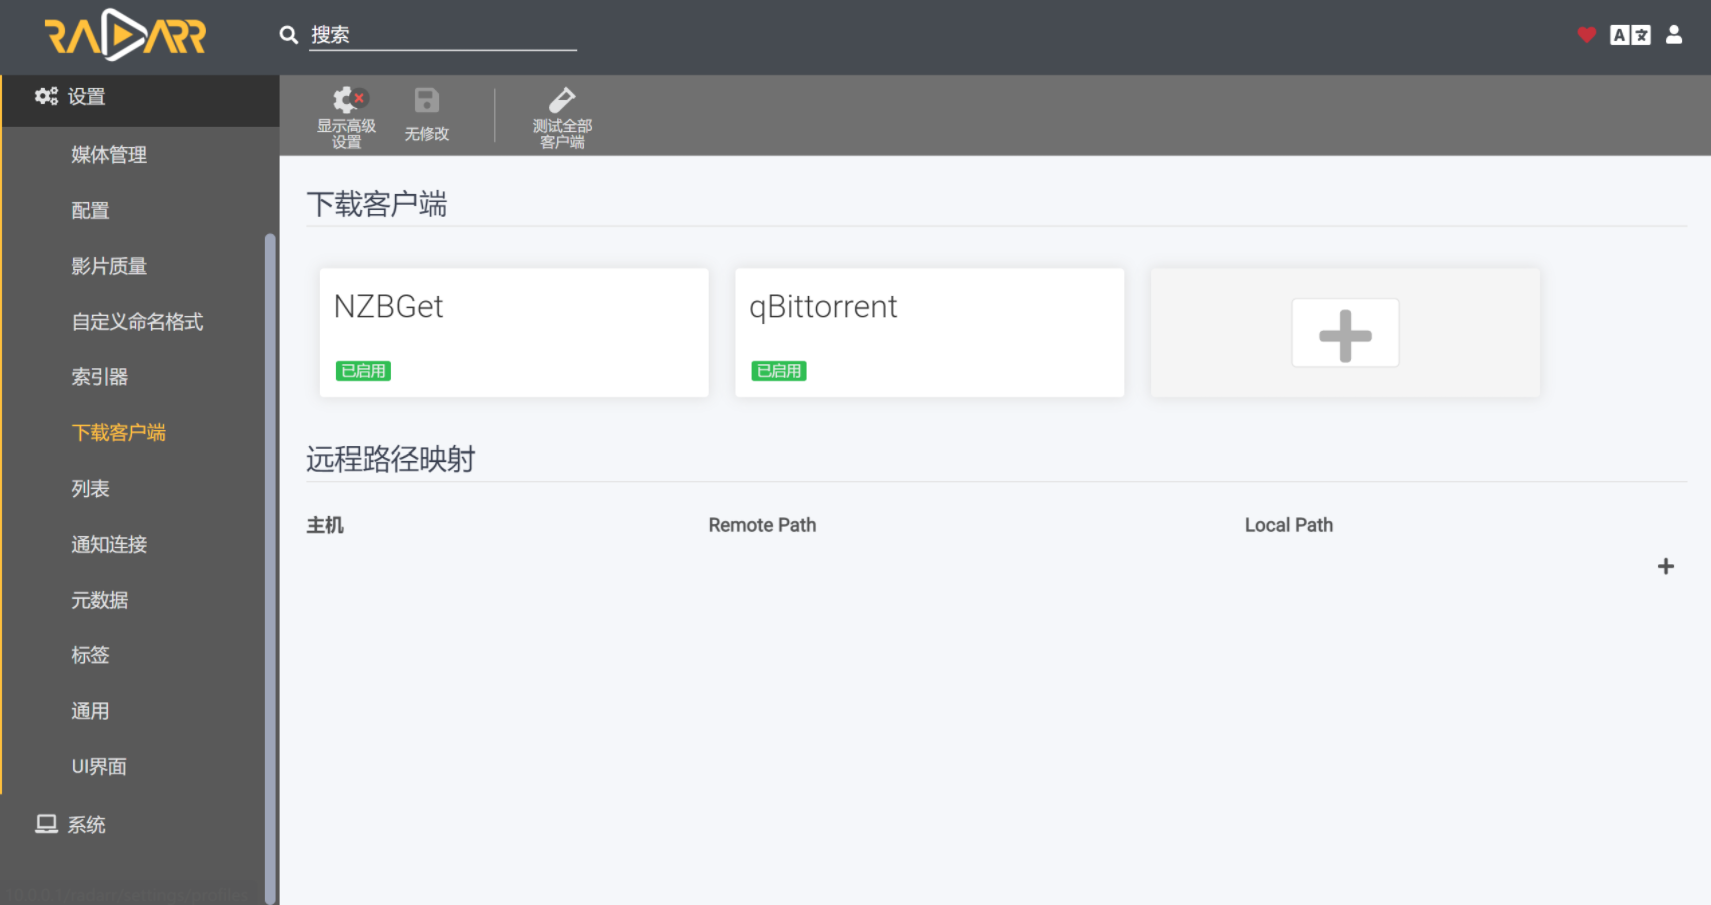 RADARR
搜索
A
设置
媒体管理
配置
影片质量
自定义命名格式
索引器
下载客户端
列表
通知连接
元数据
标签
通用
UI界面
系统
显示高级
设置
无修改
测试全部
客户端
下载客户端
NZBGet
已启用
qBittorrent
已启用
远程路径映射
主机
Remote Path
Local Path